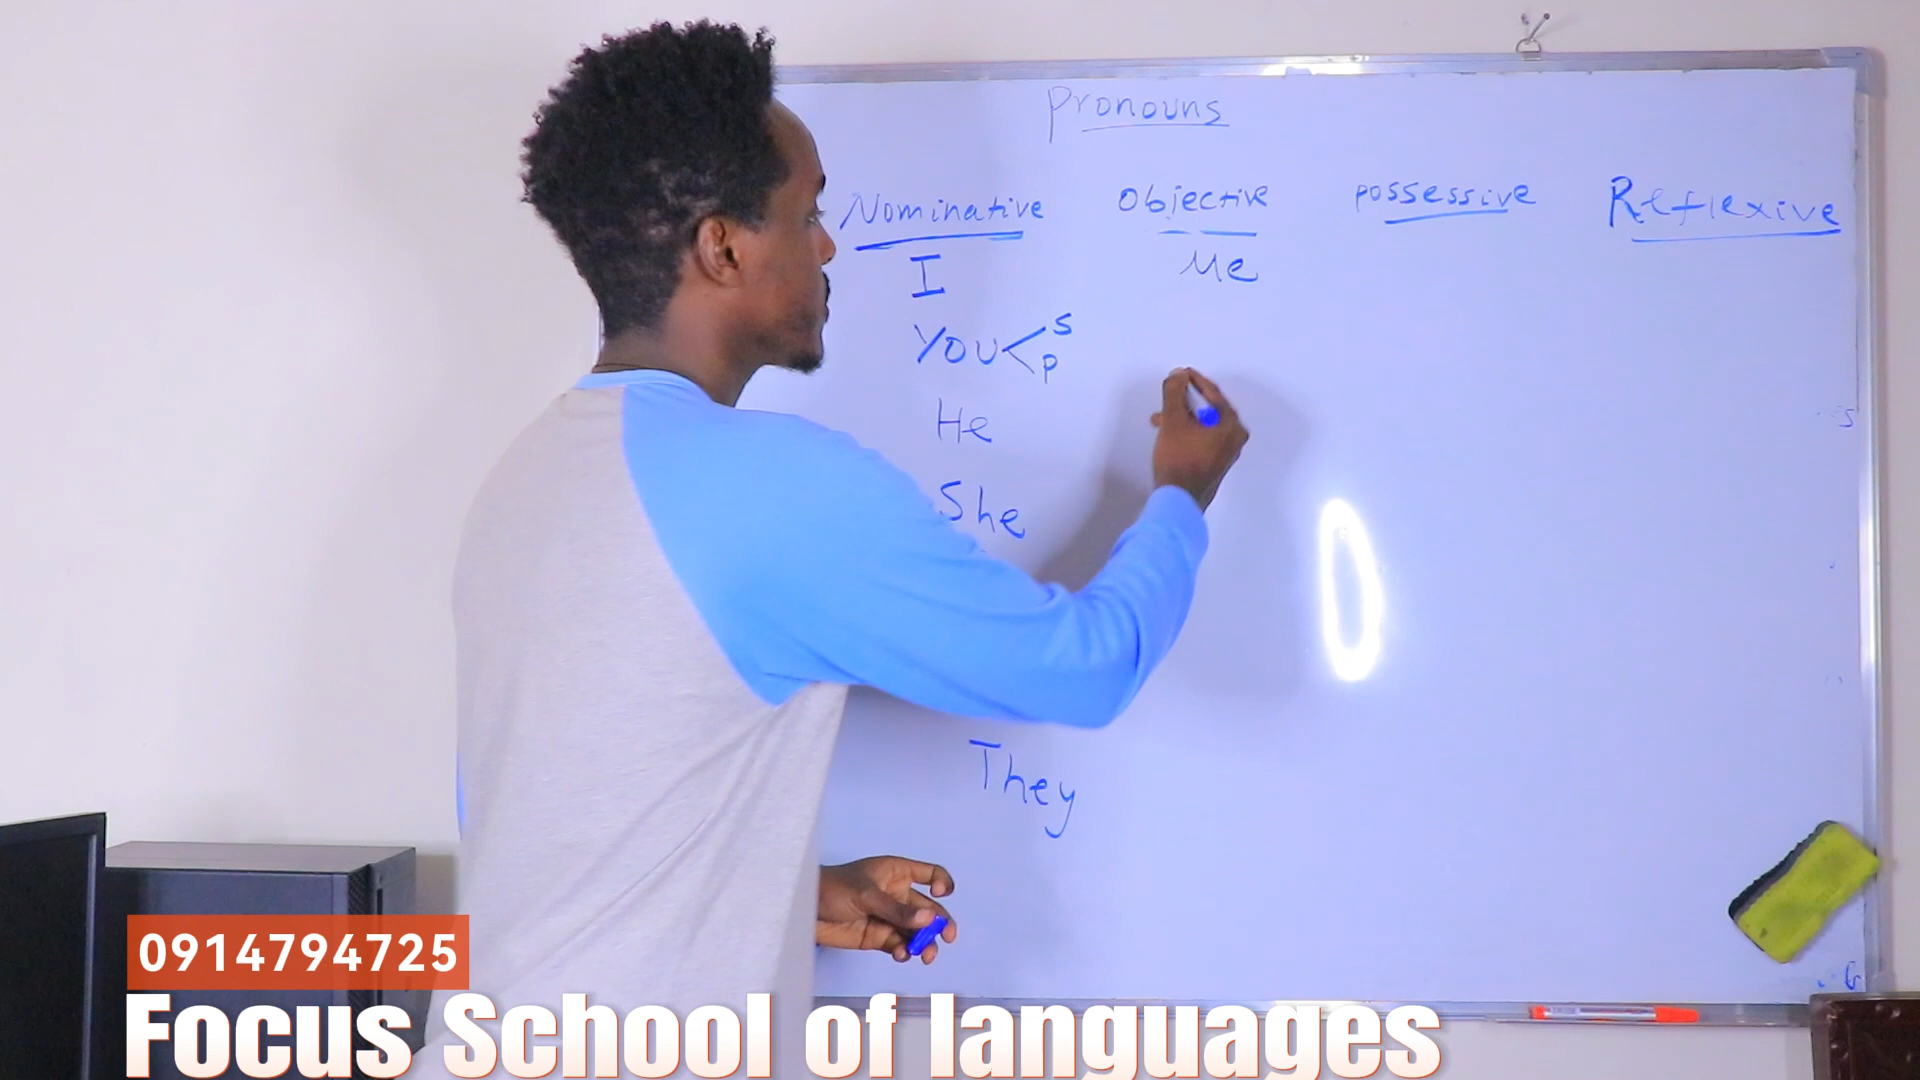 Pronouns
Nominative Objective possessive Reflexive
I Me
YOU < s
p
He
She
They
0914794725
Focus School of languages